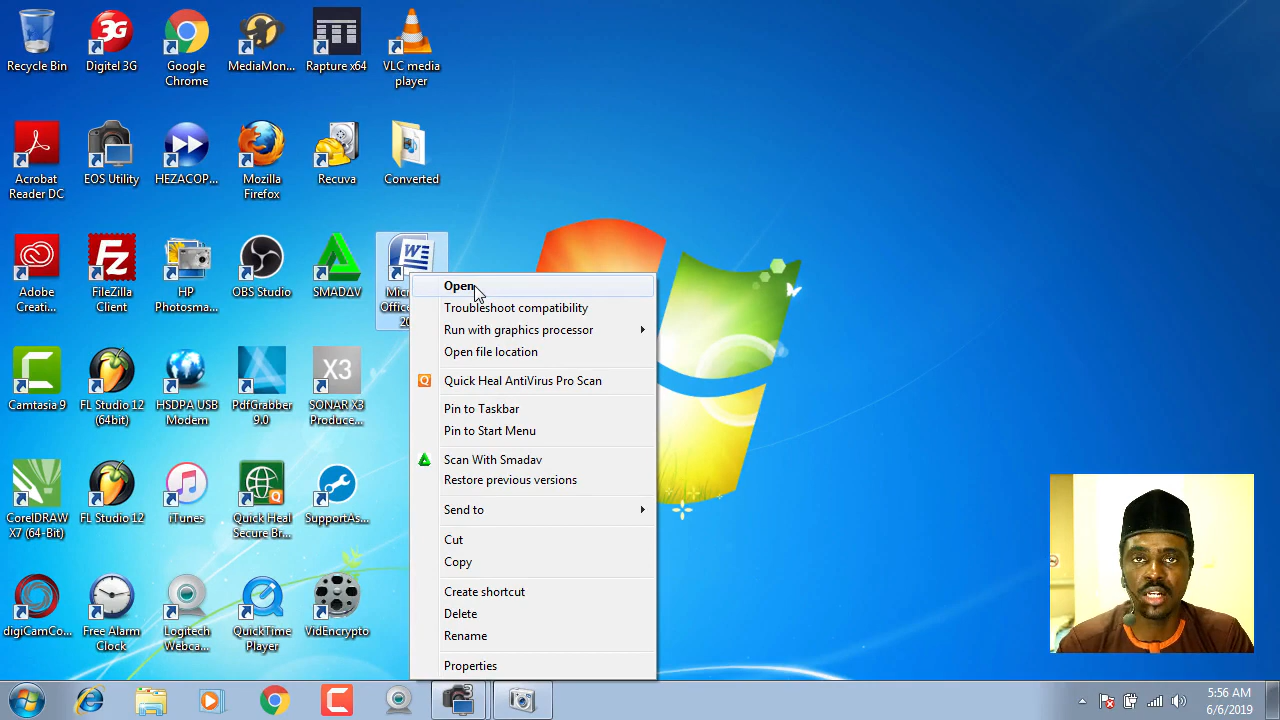 Recycle Bin
Digitel 3G
Google
Chrome
MediaMon...
Rapture x64
VLC media
player
Acrobat
Reader DC
EOS Utility
HEZACOP...
Mozilla
Firefox
Recuva
Converted
Adobe
Creati...
FileZilla
Client
HP
Photosma...
OBS Studio
SMADΔV
Micr
Office
20
Camtasia 9
FL Studio 12
(64bit)
HSDPA USB
Modem
PdfGrabber
9.0
X3
SONAR X3
Produce...
CorelDRAW
X7 (64-Bit)
FL Studio 12
iTunes
Quick Heal
Secure Br...
SupportAs...
digiCamCo...
Free Alarm
Clock
Logitech
Webca...
QuickTime
Player
VidEncrypto
Open
Troubleshoot compatibility
Run with graphics processor
Open file location
Quick Heal AntiVirus Pro Scan
Pin to Taskbar
Pin to Start Menu
Scan With Smadav
Restore previous versions
Send to
Cut
Copy
Create shortcut
Delete
Rename
Properties
5:56 AM
6/6/2019